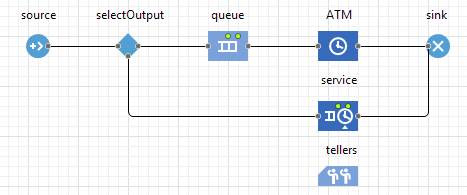 source
selectOutput
queue
ATM
sink
service
tellers